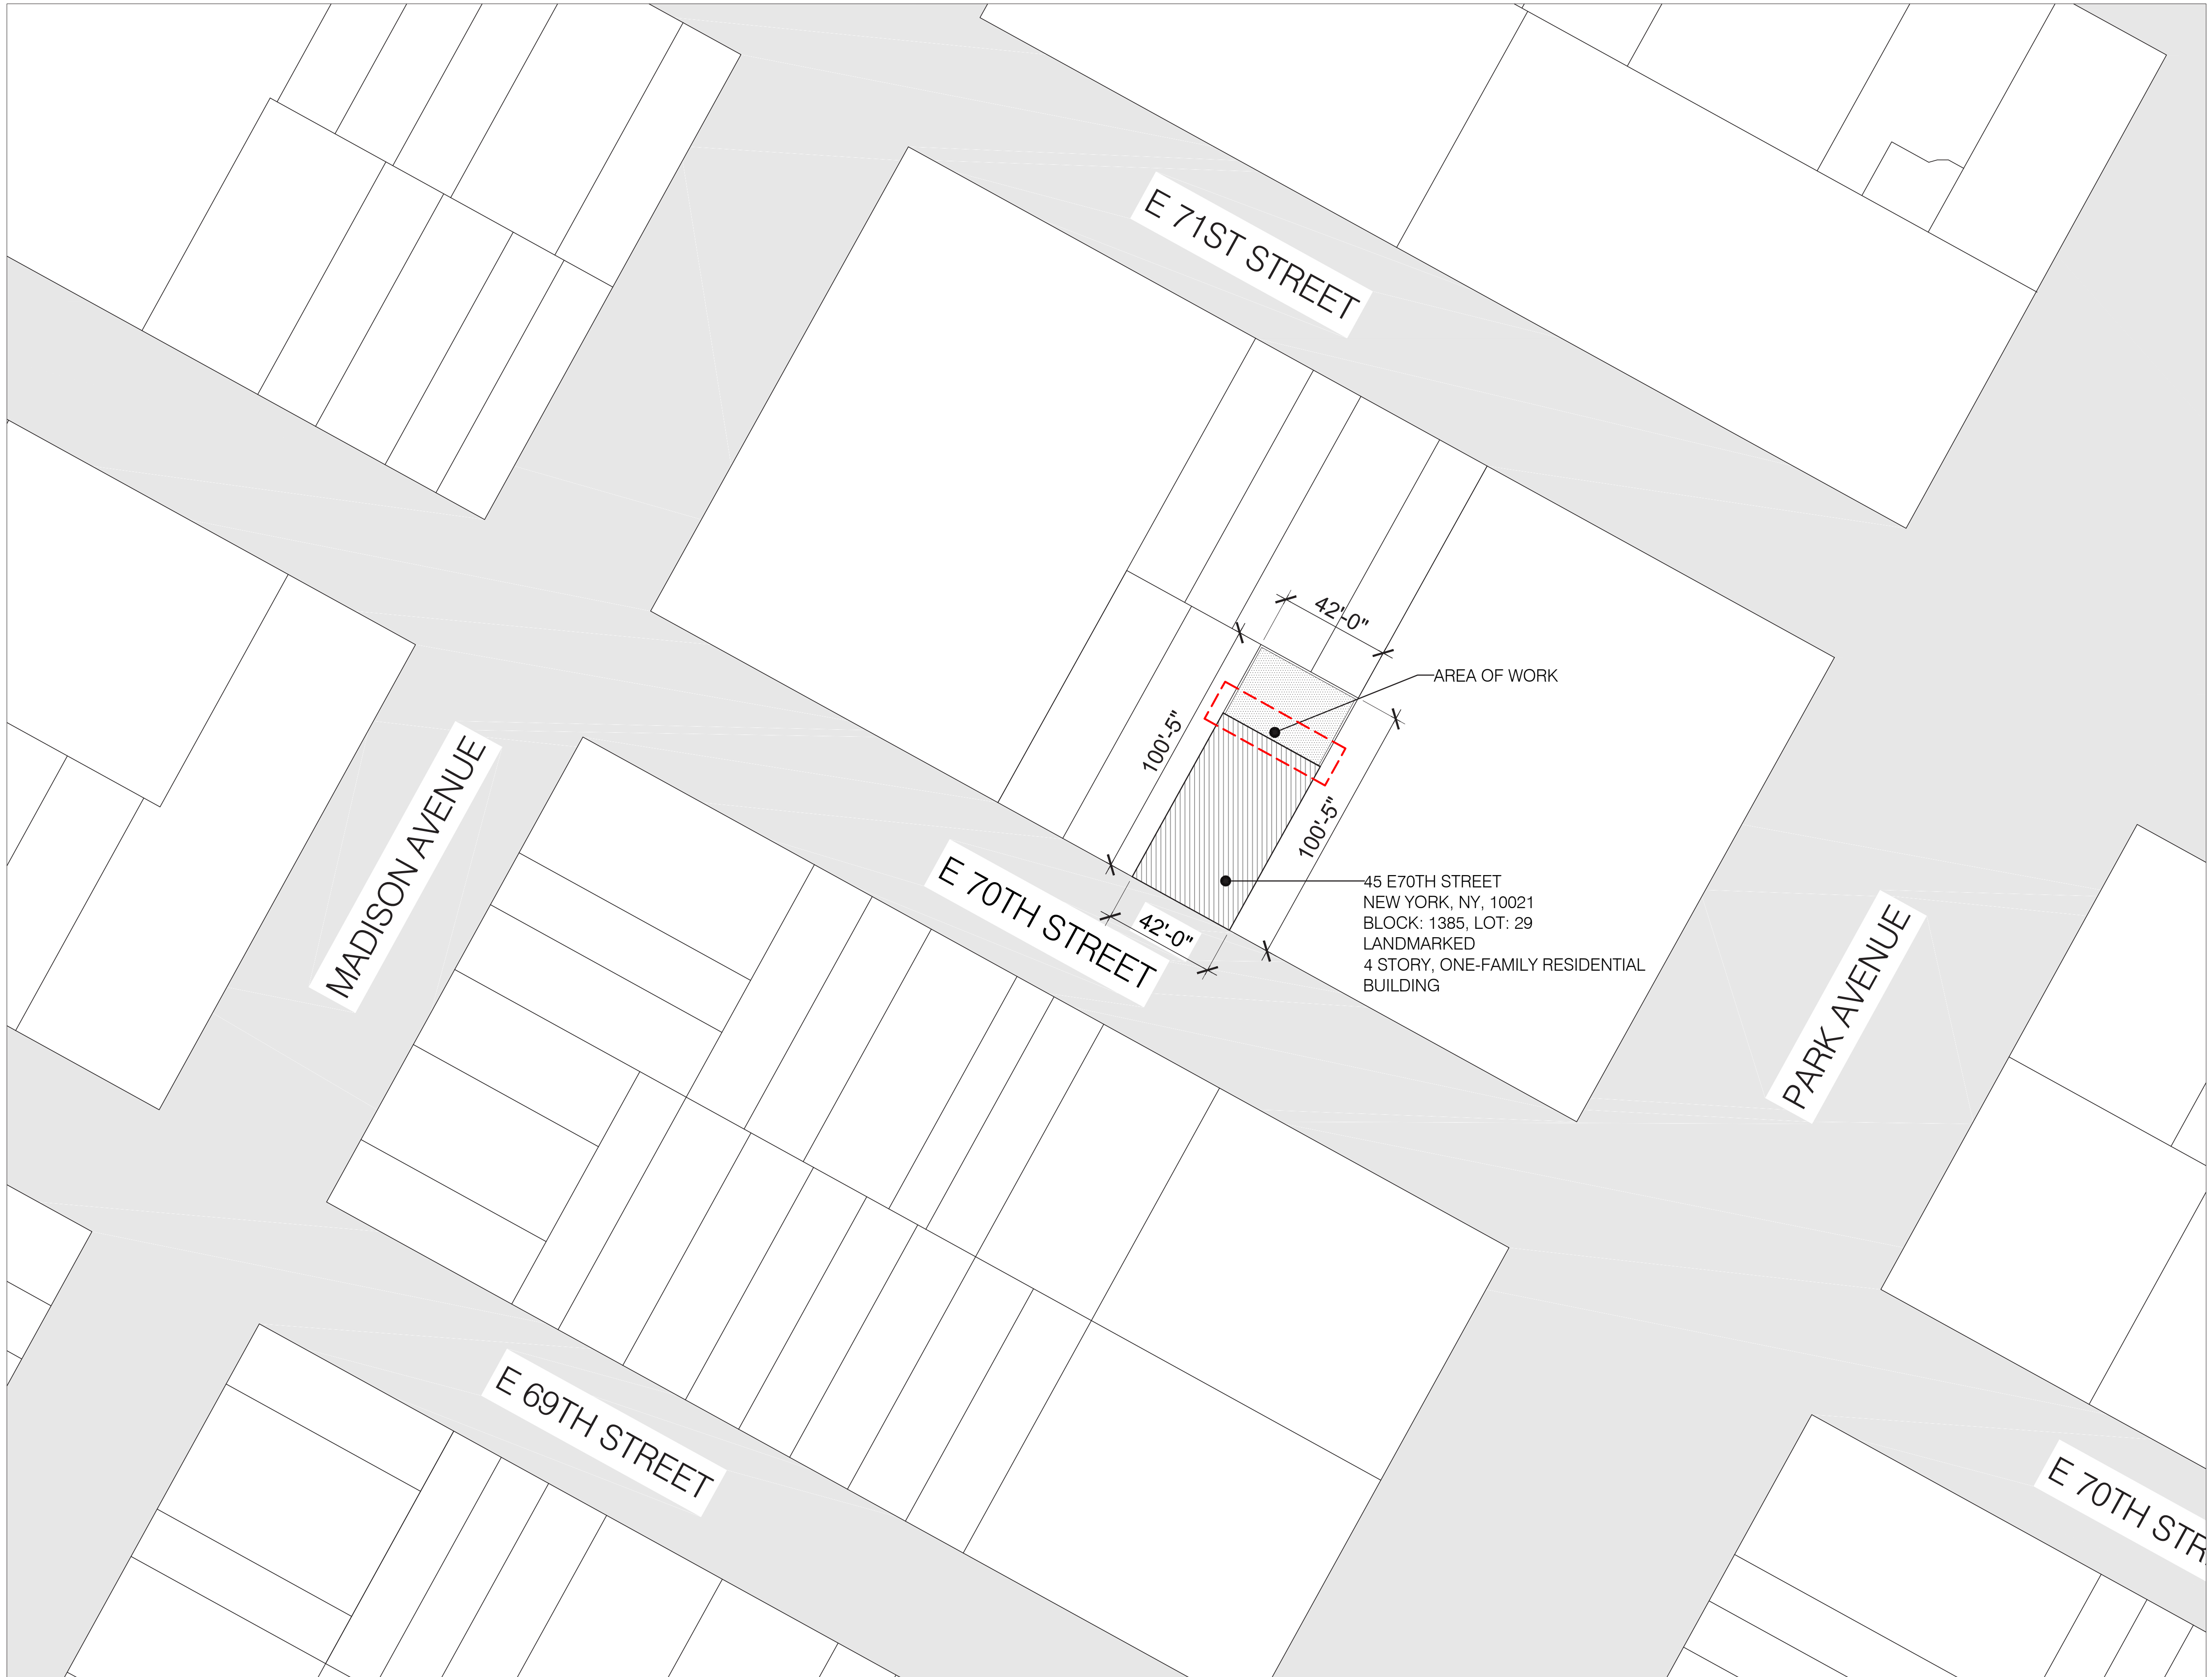 E 71ST STREET
42'-0"
AREA OF WORK
100'-5"
100'-5"
MADISON AVENUE
E 70TH STREET
42'-0"
45 E70TH STREET
NEW YORK, NY, 10021
BLOCK: 1385, LOT: 29
LANDMARKED
4 STORY, ONE-FAMILY RESIDENTIAL
BUILDING
PARK AVENUE
E 69TH STREET
E 70TH STR